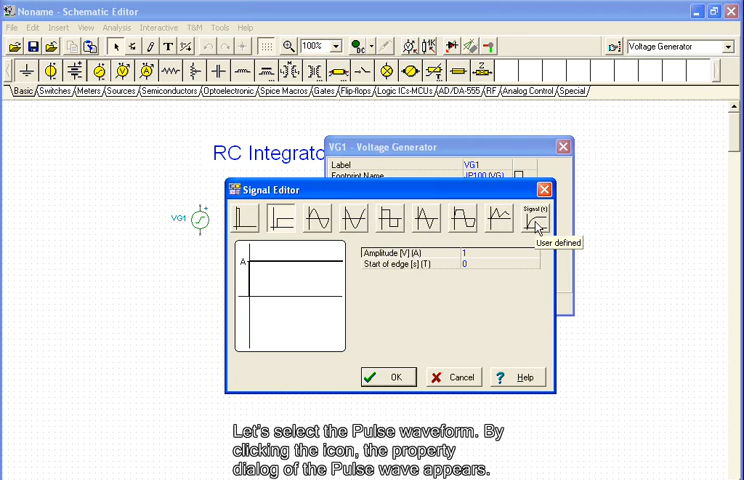 Noname - Schematic Editor
File Edit Insert View Analysis Interactive T&M Tools Help
100%
DC
Voltage Generator
Basic Switches Meters Sources Semiconductors Optoelectronic Spice Macros Gates Flip-flops Logic ICs-MCUs AD/DA-555 RF Analog Control Special
RC Integrato
VG1 - Voltage Generator
Label VG1
Footprint Name JP100 (VG)
Signal Editor
VG1
Signal (t)
User defined
A
Amplitude [V] (A) 1
Start of edge [s] (T) 0
OK Cancel Help
Let's select the Pulse waveform. By
clicking the icon, the property
dialog of the Pulse wave appears.